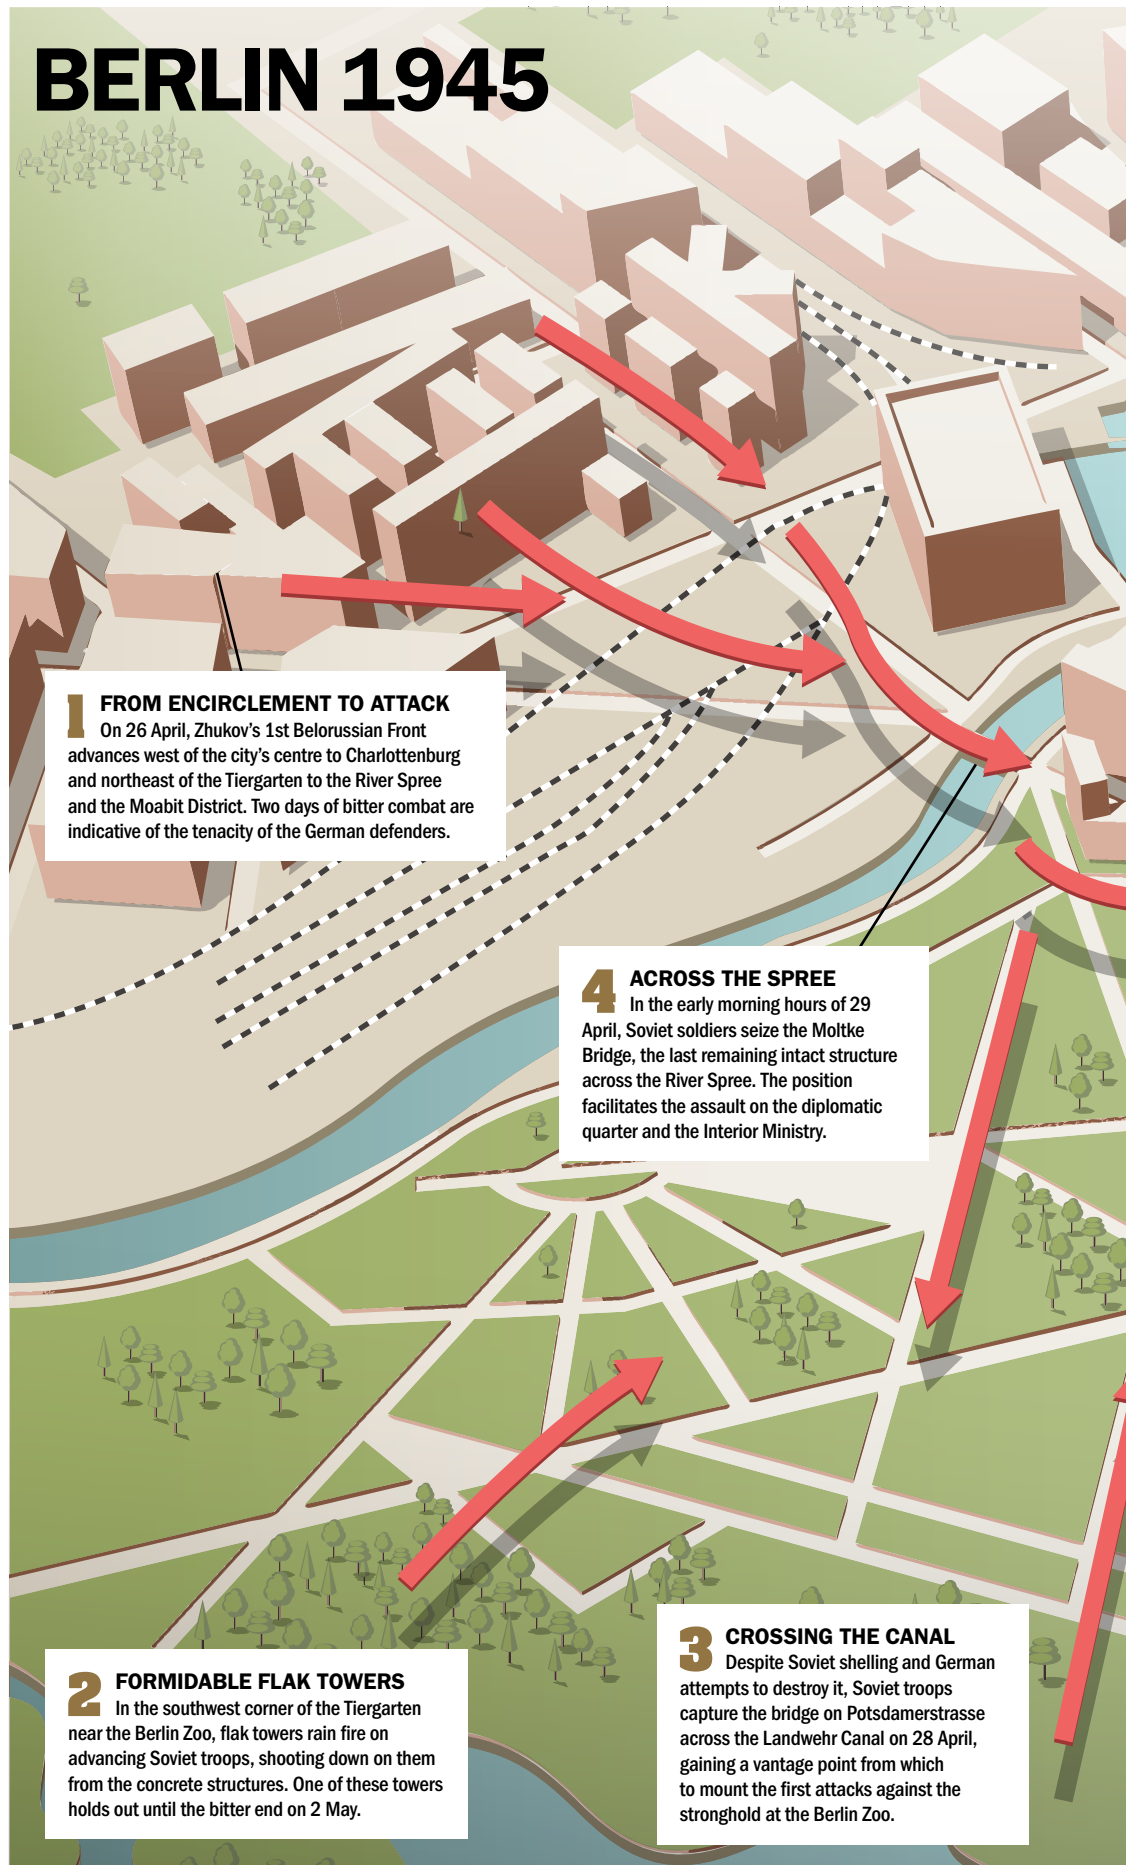 BERLIN 1945
1 FROM ENCIRCLEMENT TO ATTACK
On 26 April, Zhukov’s 1st Belorussian Front
advances west of the city’s centre to Charlottenburg
and northeast of the Tiergarten to the River Spree
and the Moabit District. Two days of bitter combat are
indicative of the tenacity of the German defenders.
4 ACROSS THE SPREE
In the early morning hours of 29
April, Soviet soldiers seize the Moltke
Bridge, the last remaining intact structure
across the River Spree. The position
facilitates the assault on the diplomatic
quarter and the Interior Ministry.
2 FORMIDABLE FLAK TOWERS
In the southwest corner of the Tiergarten
near the Berlin Zoo, flak towers rain fire on
advancing Soviet troops, shooting down on them
from the concrete structures. One of these towers
holds out until the bitter end on 2 May.
3 CROSSING THE CANAL
Despite Soviet shelling and German
attempts to destroy it, Soviet troops
capture the bridge on Potsdamerstrasse
across the Landwehr Canal on 28 April,
gaining a vantage point from which
to mount the first attacks against the
stronghold at the Berlin Zoo.